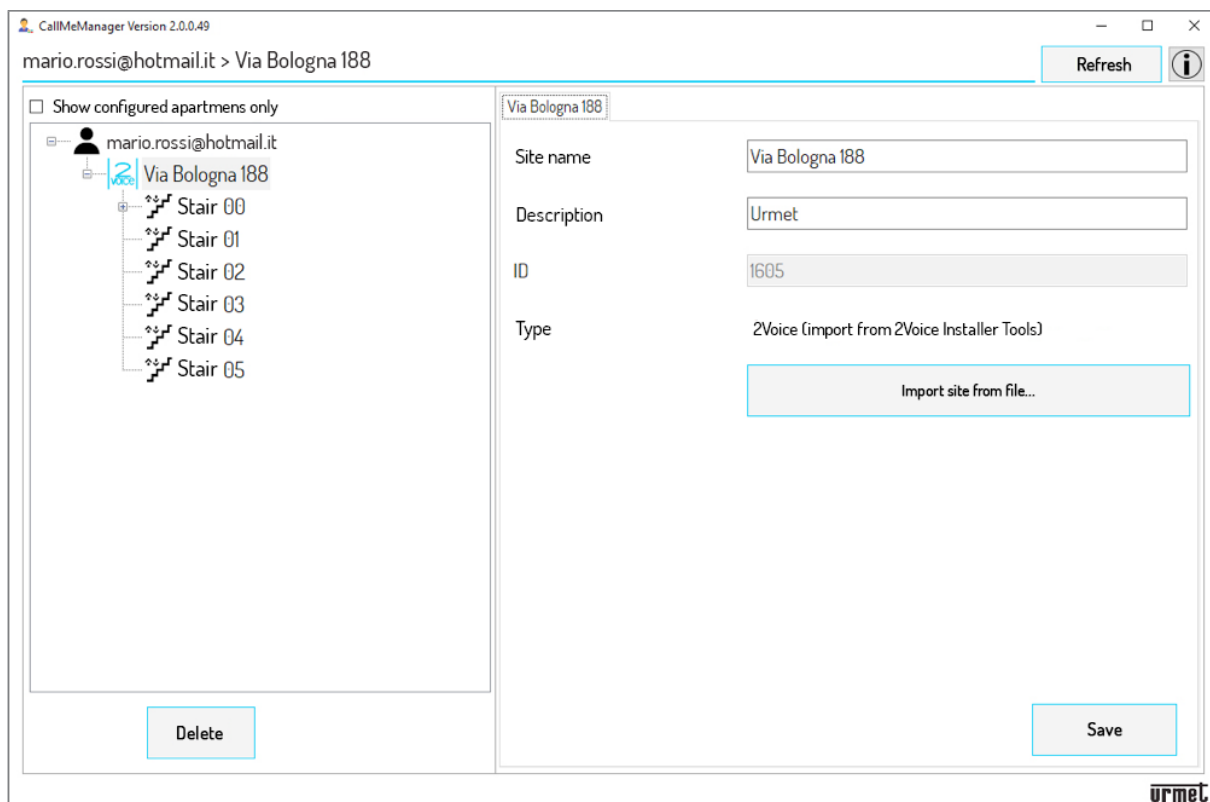 CallMeManager Version 2.0.0.49
mario.rossi@hotmail.it > Via Bologna 188
Refresh
Show configured apartmens only
mario.rossi@hotmail.it
2 voice Via Bologna 188
Stair 00
Stair 01
Stair 02
Stair 03
Stair 04
Stair 05
Delete
Via Bologna 188
Site name Via Bologna 188
Description Urmet
ID 1605
Type 2Voice (import from 2Voice Installer Tools)
Import site from file...
Save
urmet